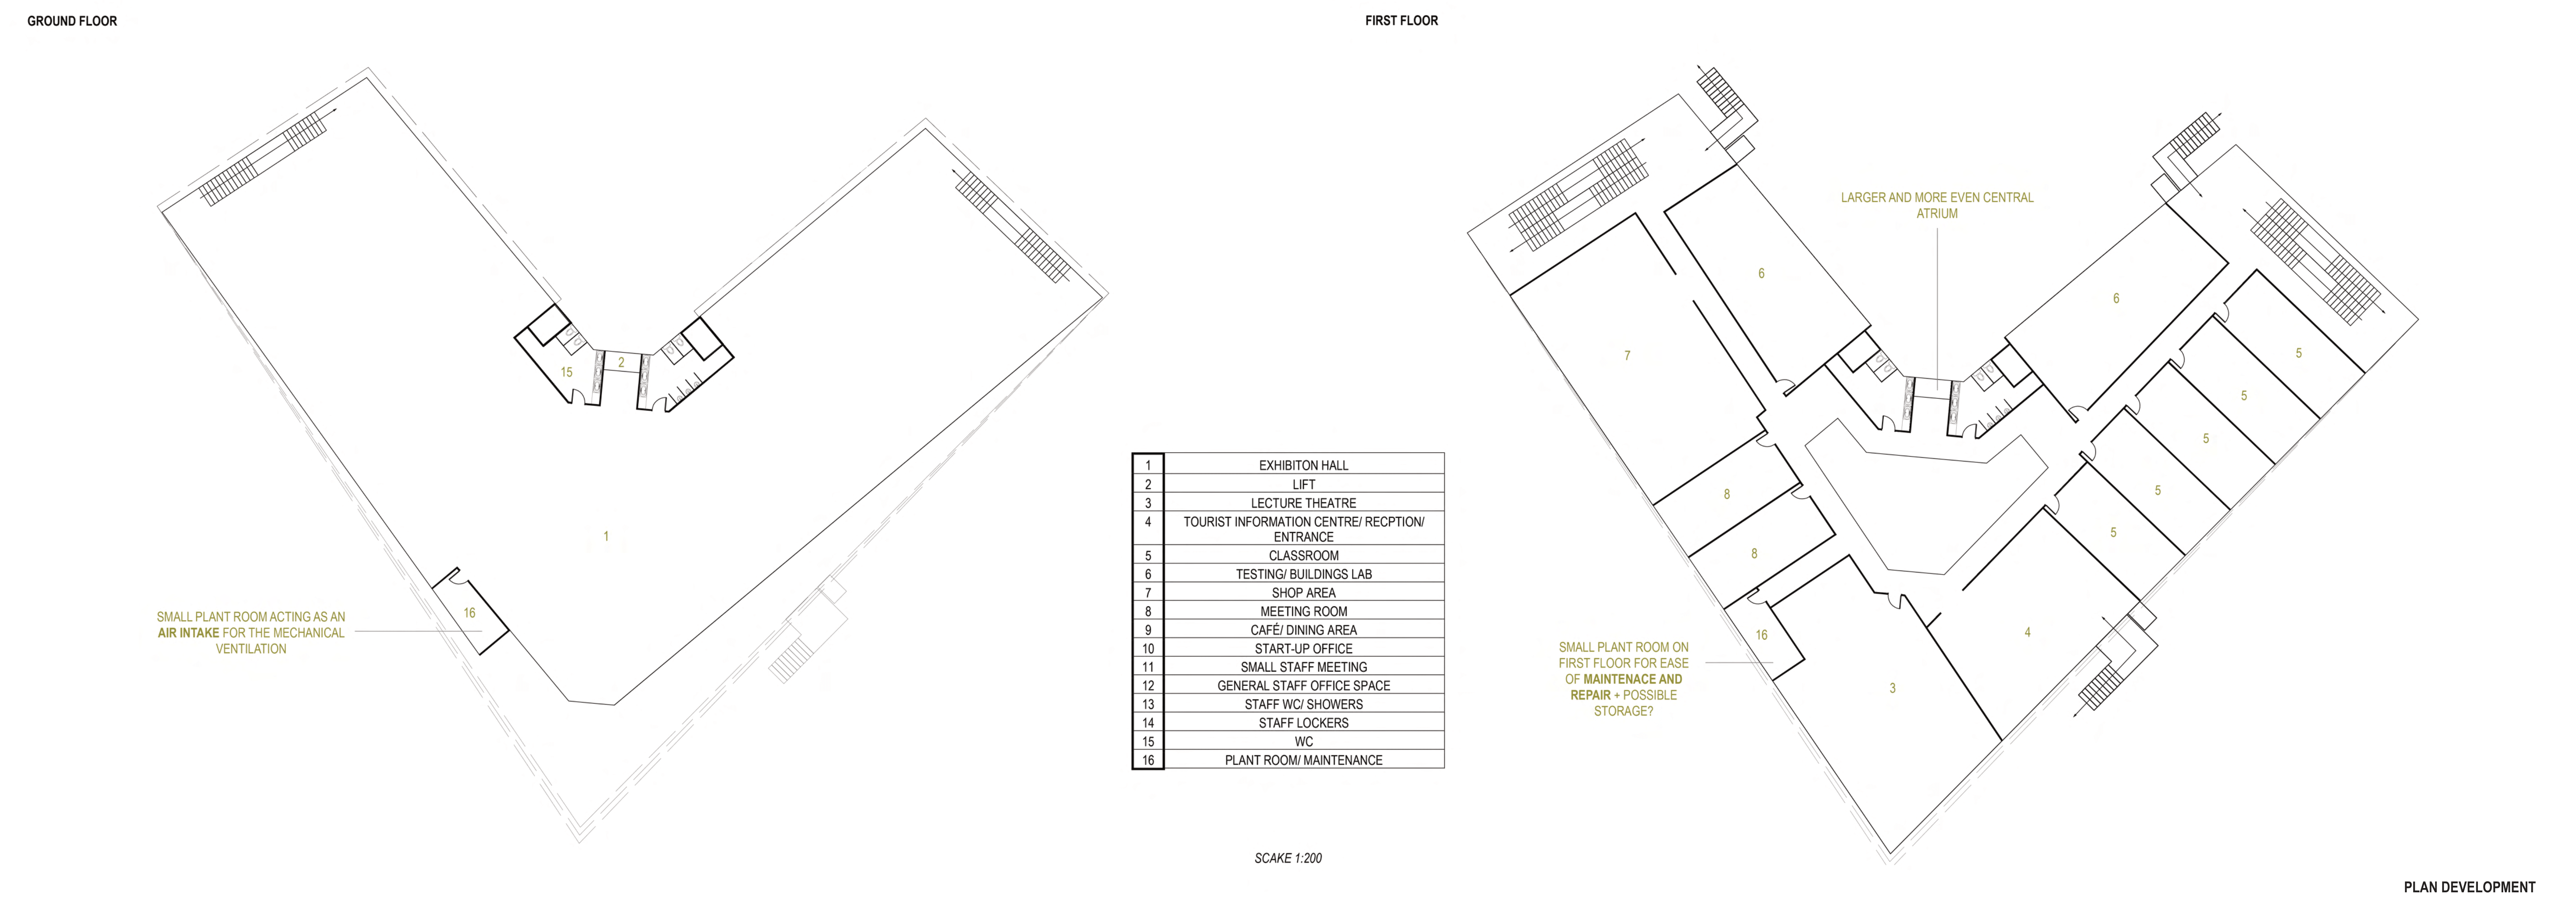 GROUND FLOOR
FIRST FLOOR
15
2
1
16
SMALL PLANT ROOM ACTING AS AN
AIR INTAKE FOR THE MECHANICAL
VENTILATION
1 EXHIBITON HALL
2 LIFT
3 LECTURE THEATRE
4 TOURIST INFORMATION CENTRE/ RECPTION/
ENTRANCE
5 CLASSROOM
6 TESTING/ BUILDINGS LAB
7 SHOP AREA
8 MEETING ROOM
9 CAFÉ/ DINING AREA
10 START-UP OFFICE
11 SMALL STAFF MEETING
12 GENERAL STAFF OFFICE SPACE
13 STAFF WC/ SHOWERS
14 STAFF LOCKERS
15 WC
16 PLANT ROOM/ MAINTENANCE
SCAKE 1:200
LARGER AND MORE EVEN CENTRAL
ATRIUM
6
6
7
5
5
5
5
5
8
8
16
4
3
SMALL PLANT ROOM ON
FIRST FLOOR FOR EASE
OF MAINTENACE AND
REPAIR + POSSIBLE
STORAGE?
PLAN DEVELOPMENT